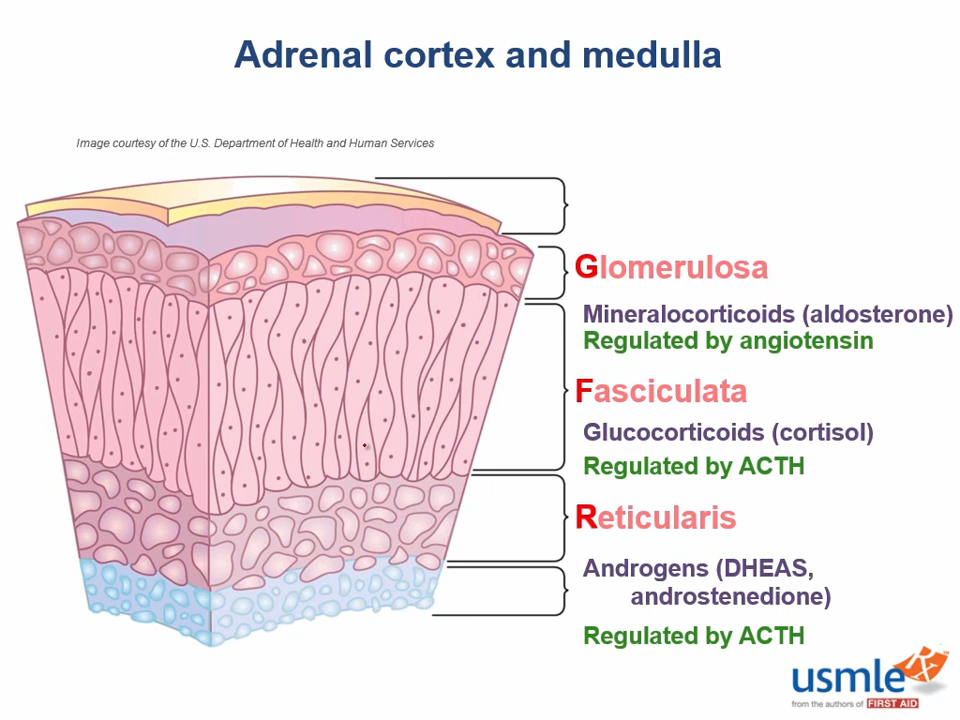 Adrenal cortex and medulla
Image courtesy of the U.S. Department of Health and Human Services
Glomerulosa
Mineralocorticoids (aldosterone)
Regulated by angiotensin
Fasciculata
Glucocorticoids (cortisol)
Regulated by ACTH
Reticularis
Androgens (DHEAS,
androstenedione)
Regulated by ACTH
usmle Rx™
from the authors of FIRST AID